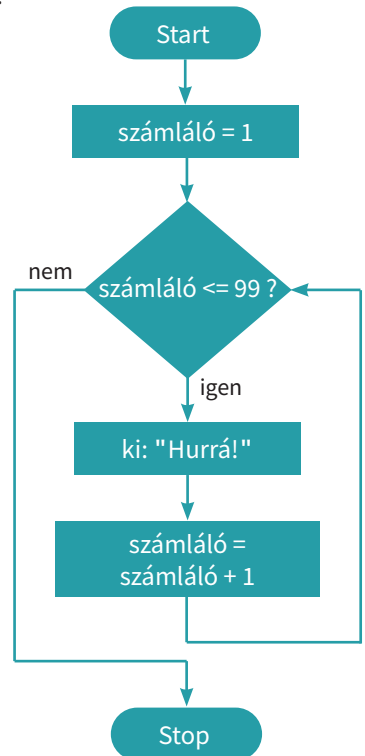 Start
számláló = 1
nem
számláló <= 99 ?
igen
ki: "Hurrá!"
számláló =
számláló + 1
Stop